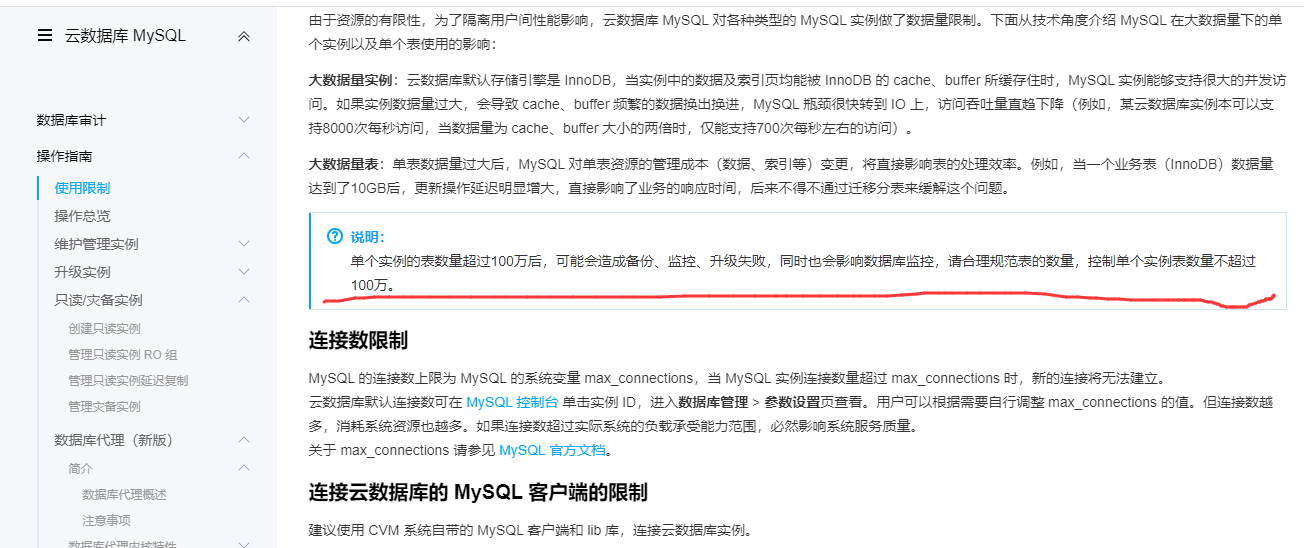 云数据库 MySQL
数据库审计
操作指南
使用限制
操作总览
维护管理实例
升级实例
只读/灾备实例
创建只读实例
管理只读实例 RO 组
管理只读实例延迟复制
管理灾备实例
数据库代理（新版）
简介
数据库代理概述
注意事项
数据库代理内核特性
由于资源的有限性，为了隔离用户间性能影响，云数据库 MySQL 对各种类型的 MySQL 实例做了数据量限制。下面从技术角度介绍 MySQL 在大数据量下的单
个实例以及单个表使用的影响：
大数据量实例：云数据库默认存储引擎是 InnoDB，当实例中的数据及索引页均能被 InnoDB 的 cache、buffer 所缓存住时，MySQL 实例能够支持很大的并发访
问。如果实例数据量过大，会导致 cache、buffer 频繁的数据换出换进，MySQL 瓶颈很快转到 IO 上，访问吞吐量直趋下降（例如，某云数据库实例本可以支
持8000次每秒访问，当数据量为 cache、buffer 大小的两倍时，仅能支持700次每秒左右的访问）。
大数据量表：单表数据量过大后，MySQL 对单表资源的管理成本（数据、索引等）变更，将直接影响表的处理效率。例如，当一个业务表（InnoDB）数据量
达到了10GB后，更新操作延迟明显增大，直接影响了业务的响应时间，后来不得不通过迁移分表来缓解这个问题。
说明：
单个实例的表数量超过100万后，可能会造成备份、监控、升级失败，同时也会影响数据库监控，请合理规范表的数量，控制单个实例表数量不超过
100万。
连接数限制
MySQL 的连接数上限为 MySQL 的系统变量 max_connections，当 MySQL 实例连接数量超过 max_connections 时，新的连接将无法建立。
云数据库默认连接数可在 MySQL 控制台 单击实例 ID，进入数据库管理 > 参数设置页查看。用户可以根据需要自行调整 max_connections 的值。但连接数越
多，消耗系统资源也越多。如果连接数超过实际系统的负载承受能力范围，必然影响系统服务质量。
关于 max_connections 请参见 MySQL 官方文档。
连接云数据库的 MySQL 客户端的限制
建议使用 CVM 系统自带的 MySQL 客户端和 lib 库，连接云数据库实例。